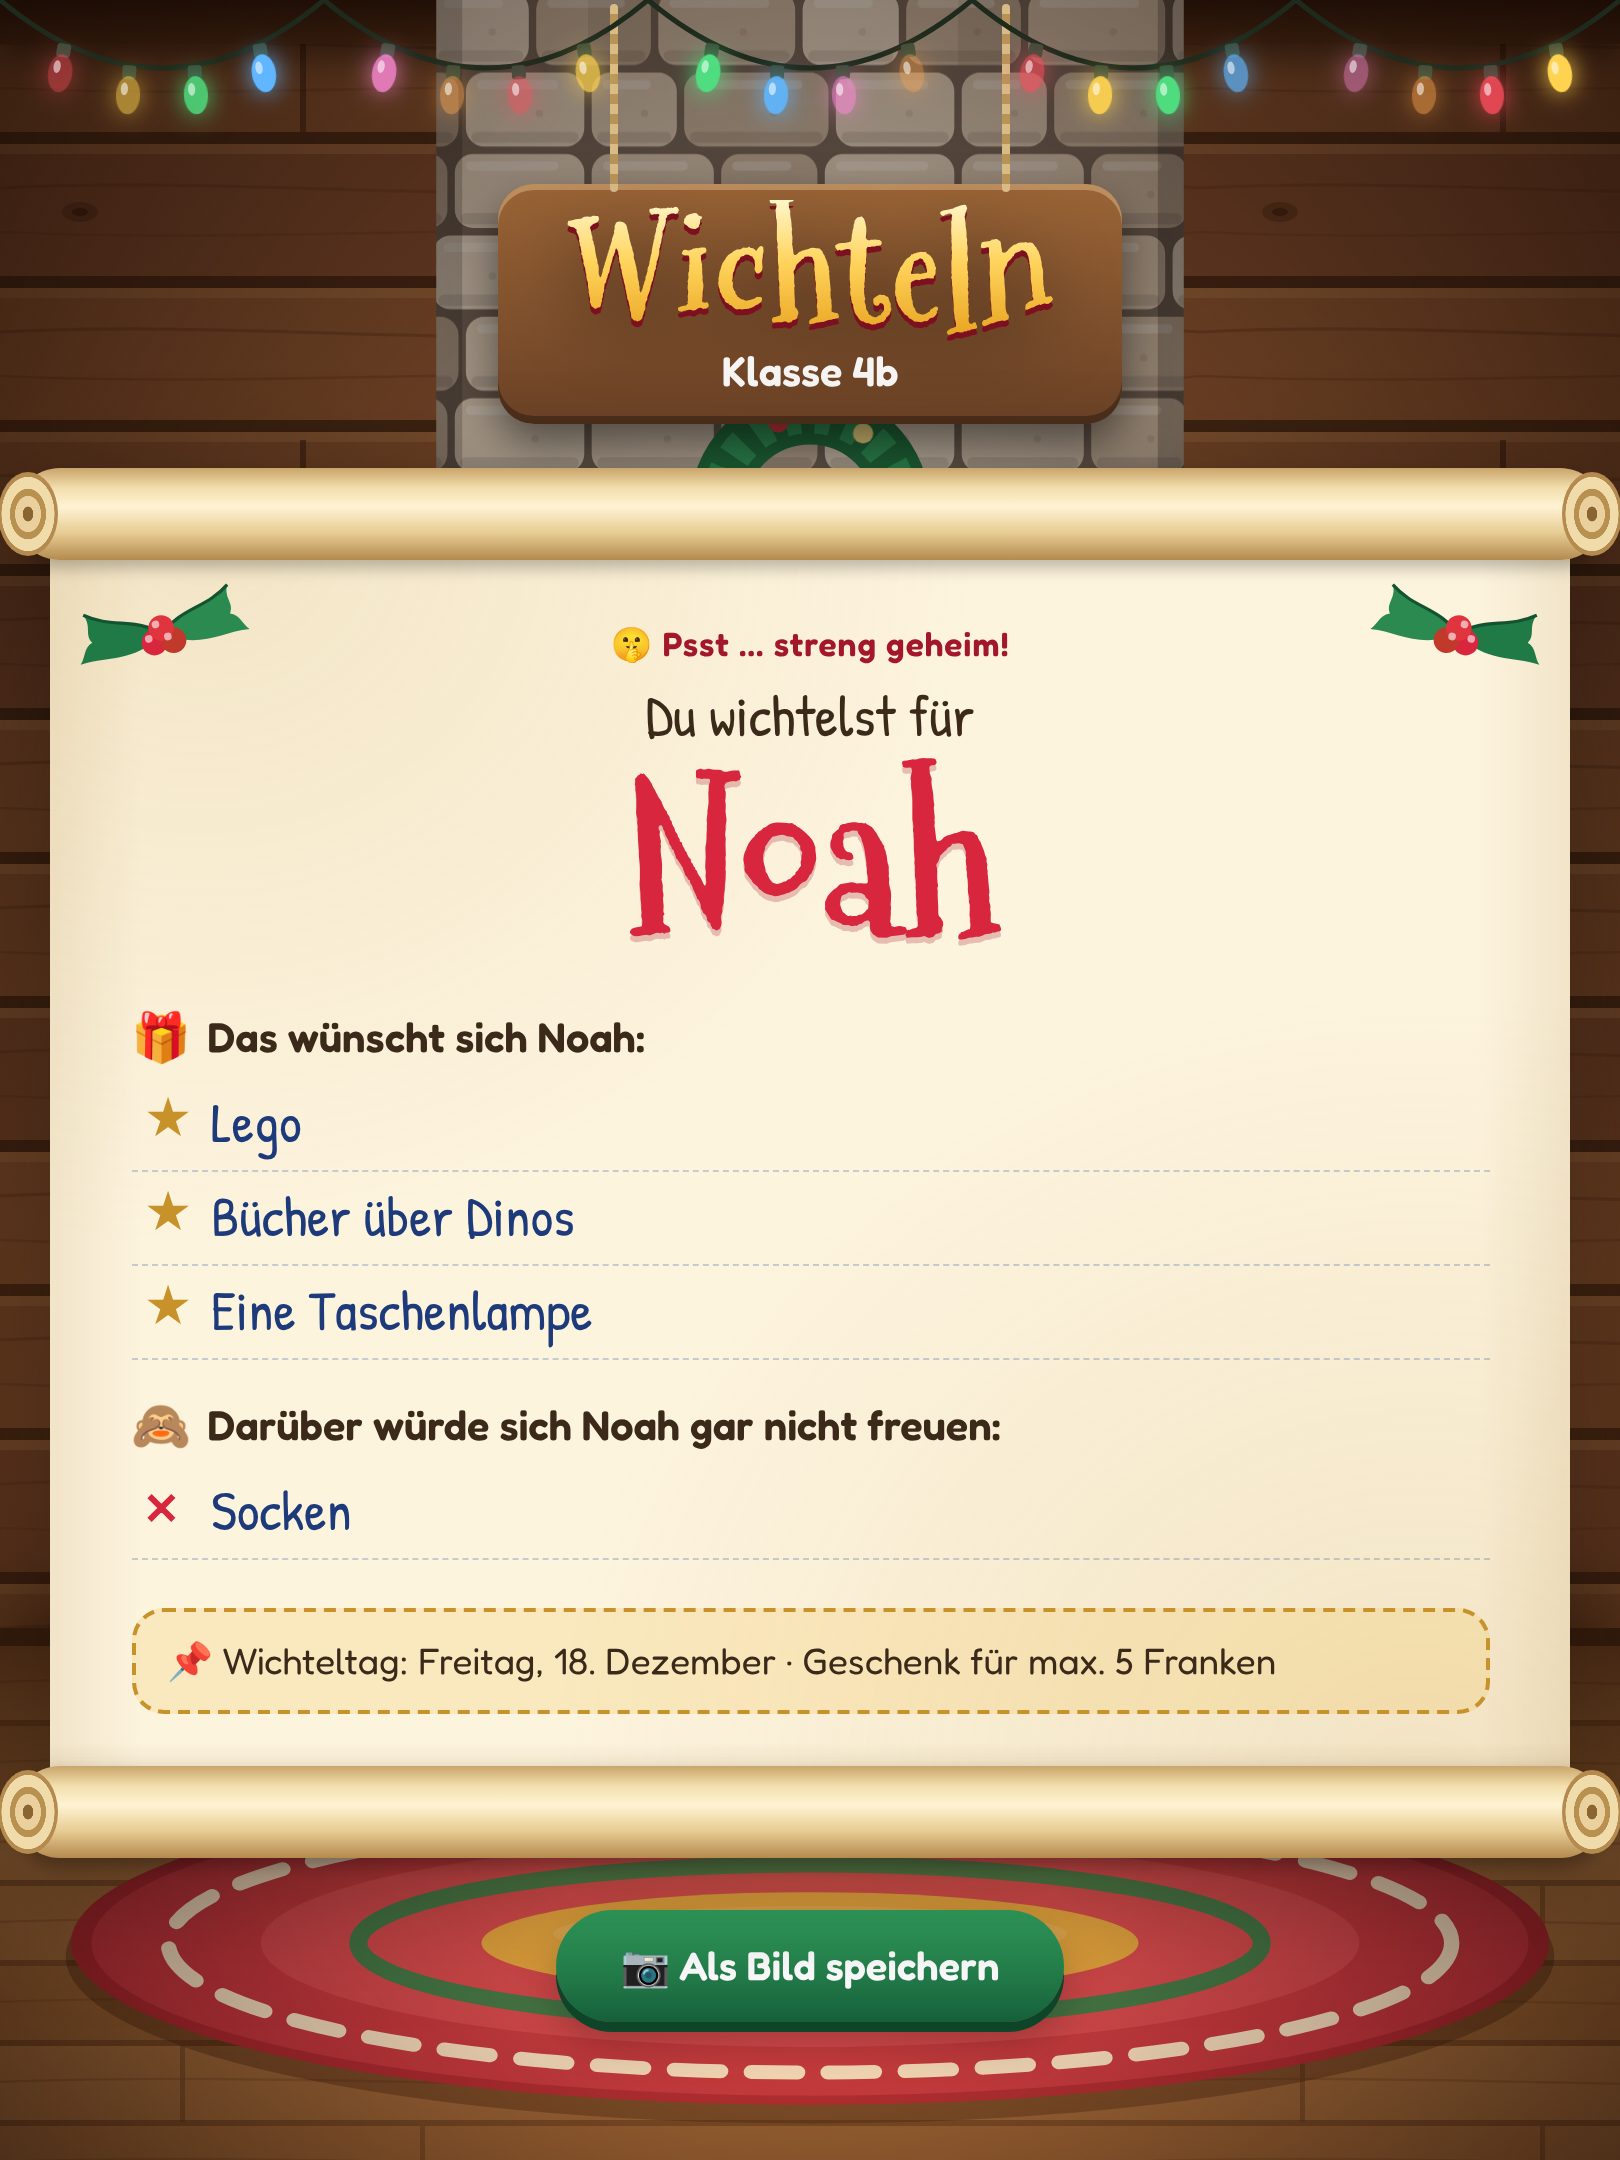 Wichteln
Klasse 4b
🤫 Psst ... streng geheim!
Du wichtelst für
Noah
🎁 Das wünscht sich Noah:
★ Lego
★ Bücher über Dinos
★ Eine Taschenlampe
🙈 Darüber würde sich Noah gar nicht freuen:
✕ Socken
📌 Wichteltag: Freitag, 18. Dezember · Geschenk für max. 5 Franken
📷 Als Bild speichern